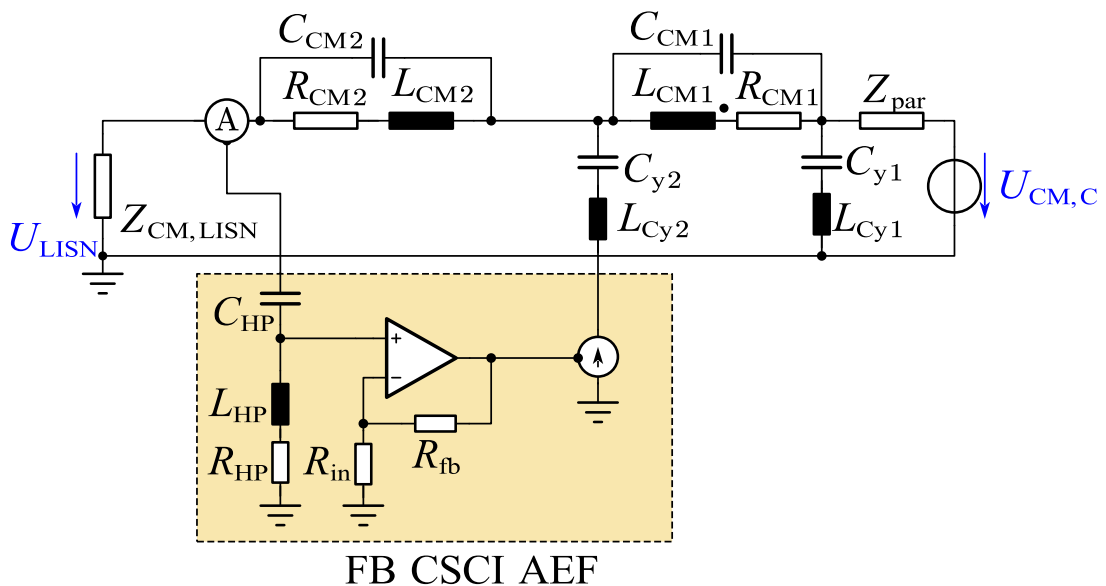 C_CM2
C_CM1
R_CM2
L_CM2
L_CM1
R_CM1
Z_par
A
C_y2
C_y1
U_CM,C
Z_CM,LISN
L_Cy2
L_Cy1
U_LISN
C_HP
+
−
L_HP
R_HP
R_in
R_fb
FB CSCI AEF